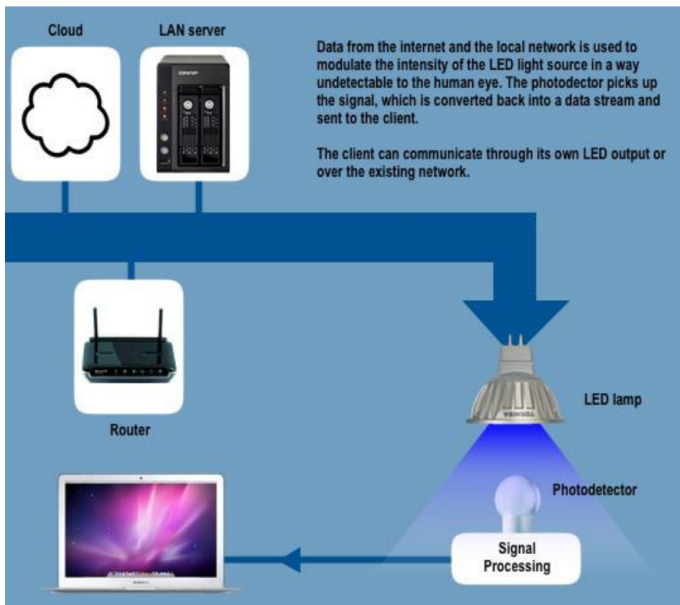 Cloud
LAN server
Data from the internet and the local network is used to
modulate the intensity of the LED light source in a way
undetectable to the human eye. The photodector picks up
the signal, which is converted back into a data stream and
sent to the client.
The client can communicate through its own LED output or
over the existing network.
QNAP
Router
TOSHIBA
LED lamp
Photodetector
Signal
Processing